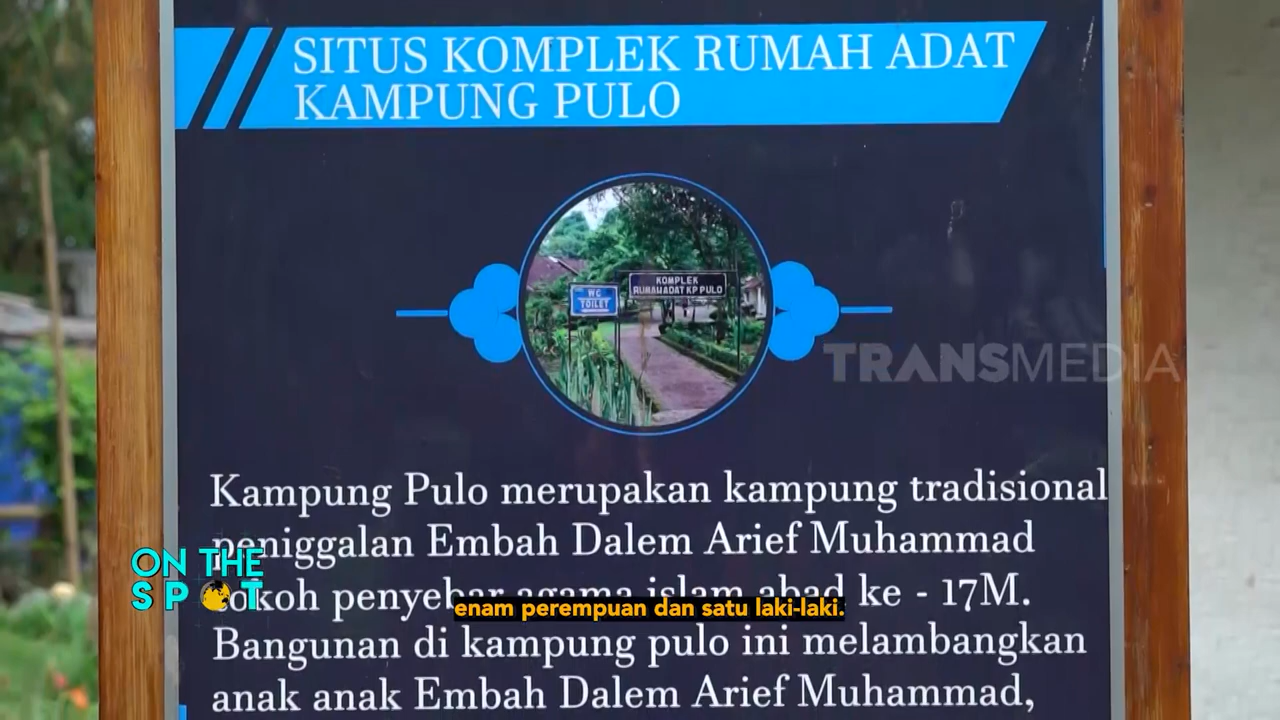 SITUS KOMPLEK RUMAH ADAT
KAMPUNG PULO
KOMPLEK
RUMAH ADAT KP PULO
WC
TOILET
TRANSMEDIA
Kampung Pulo merupakan kampung tradisional
peniggalan Embah Dalem Arief Muhammad
tokoh penyebar agama islam abad ke - 17M.
ON THE
SPOT
enam perempuan dan satu laki-laki.
Bangunan di kampung pulo ini melambangkan
anak anak Embah Dalem Arief Muhammad,